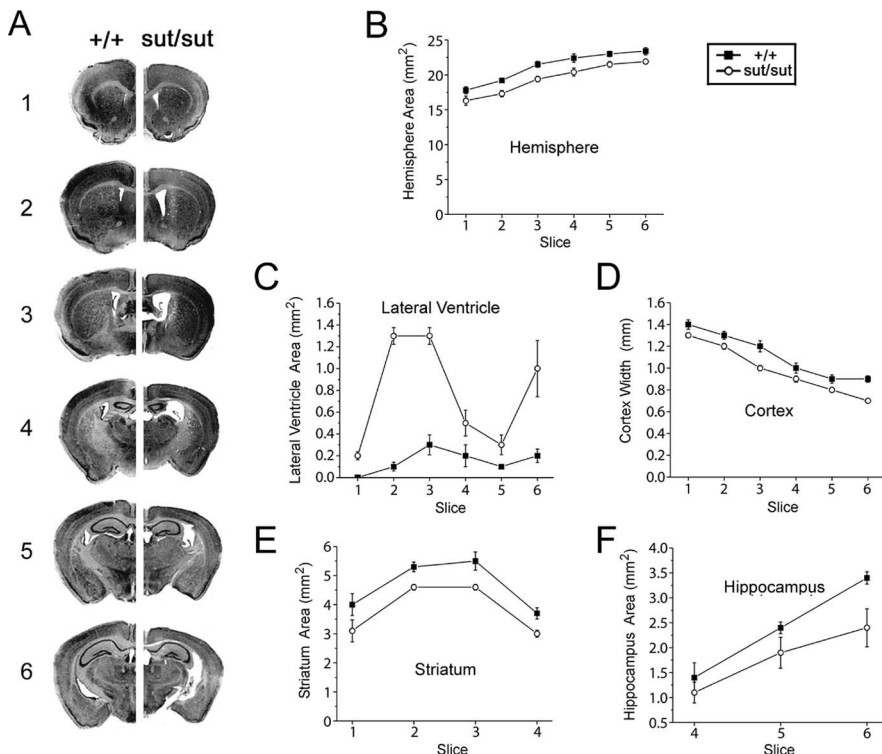 A
+/+ sut/sut
1
2
3
4
5
6
B
Hemisphere Area (mm²)
25
20
15
10
5
0
Hemisphere
1 2 3 4 5 6
Slice
+/+
sut/sut
C
Lateral Ventricle Area (mm²)
1.6
1.4
1.2
1.0
0.8
0.6
0.4
0.2
0.0
Lateral Ventricle
1 2 3 4 5 6
Slice
D
Cortex Width (mm)
1.6
1.4
1.2
1.0
0.8
0.6
0.4
0.2
0.0
Cortex
1 2 3 4 5 6
Slice
E
Striatum Area (mm²)
6
5
4
3
2
1
0
Striatum
1 2 3 4
Slice
F
Hippocampus Area (mm²)
4.0
3.5
3.0
2.5
2.0
1.5
1.0
0.5
Hippocampus
4 5 6
Slice